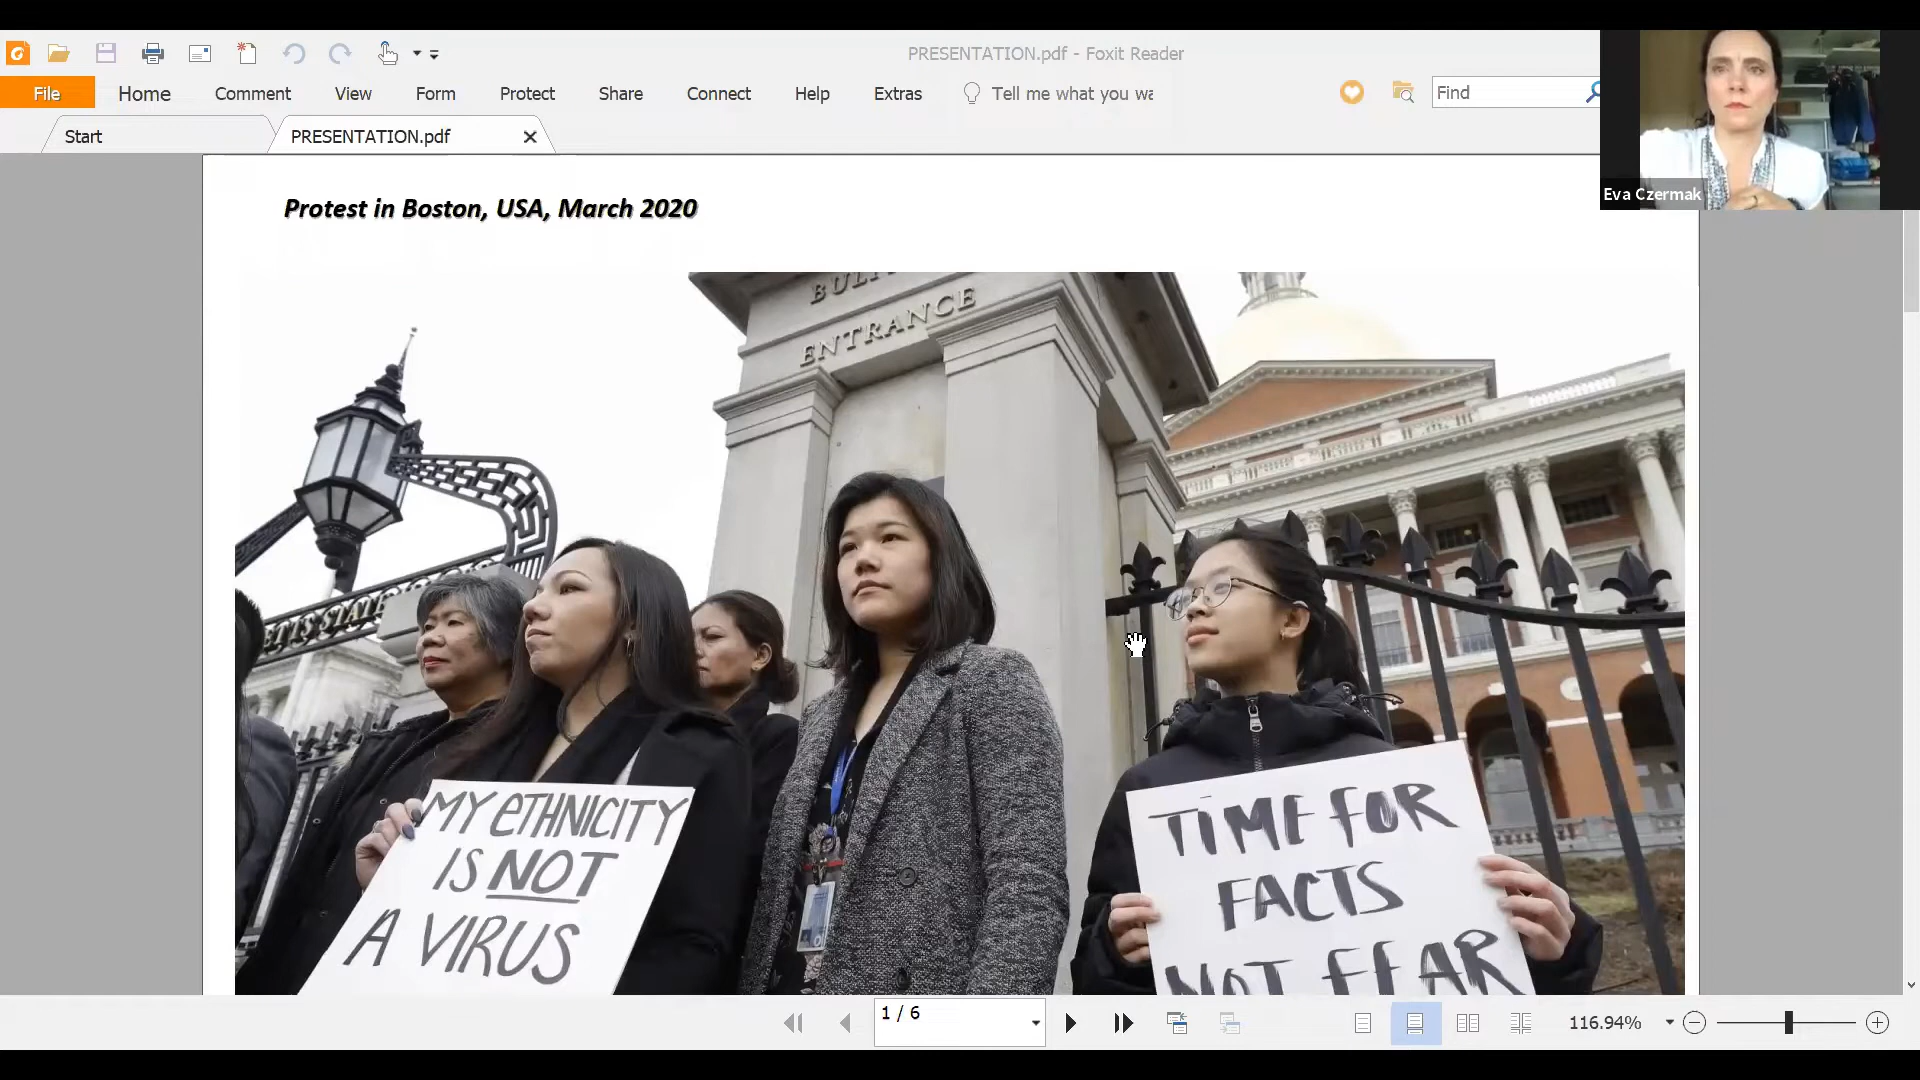 PRESENTATION.pdf - Foxit Reader
File Home Comment View Form Protect Share Connect Help Extras Tell me what you wa Find
Start PRESENTATION.pdf
Eva Czermak
Protest in Boston, USA, March 2020
ENTRANCE
MY ETHNICITY
IS NOT
A VIRUS
TIME FOR
FACTS
NOT FEAR
1 / 6
116.94%